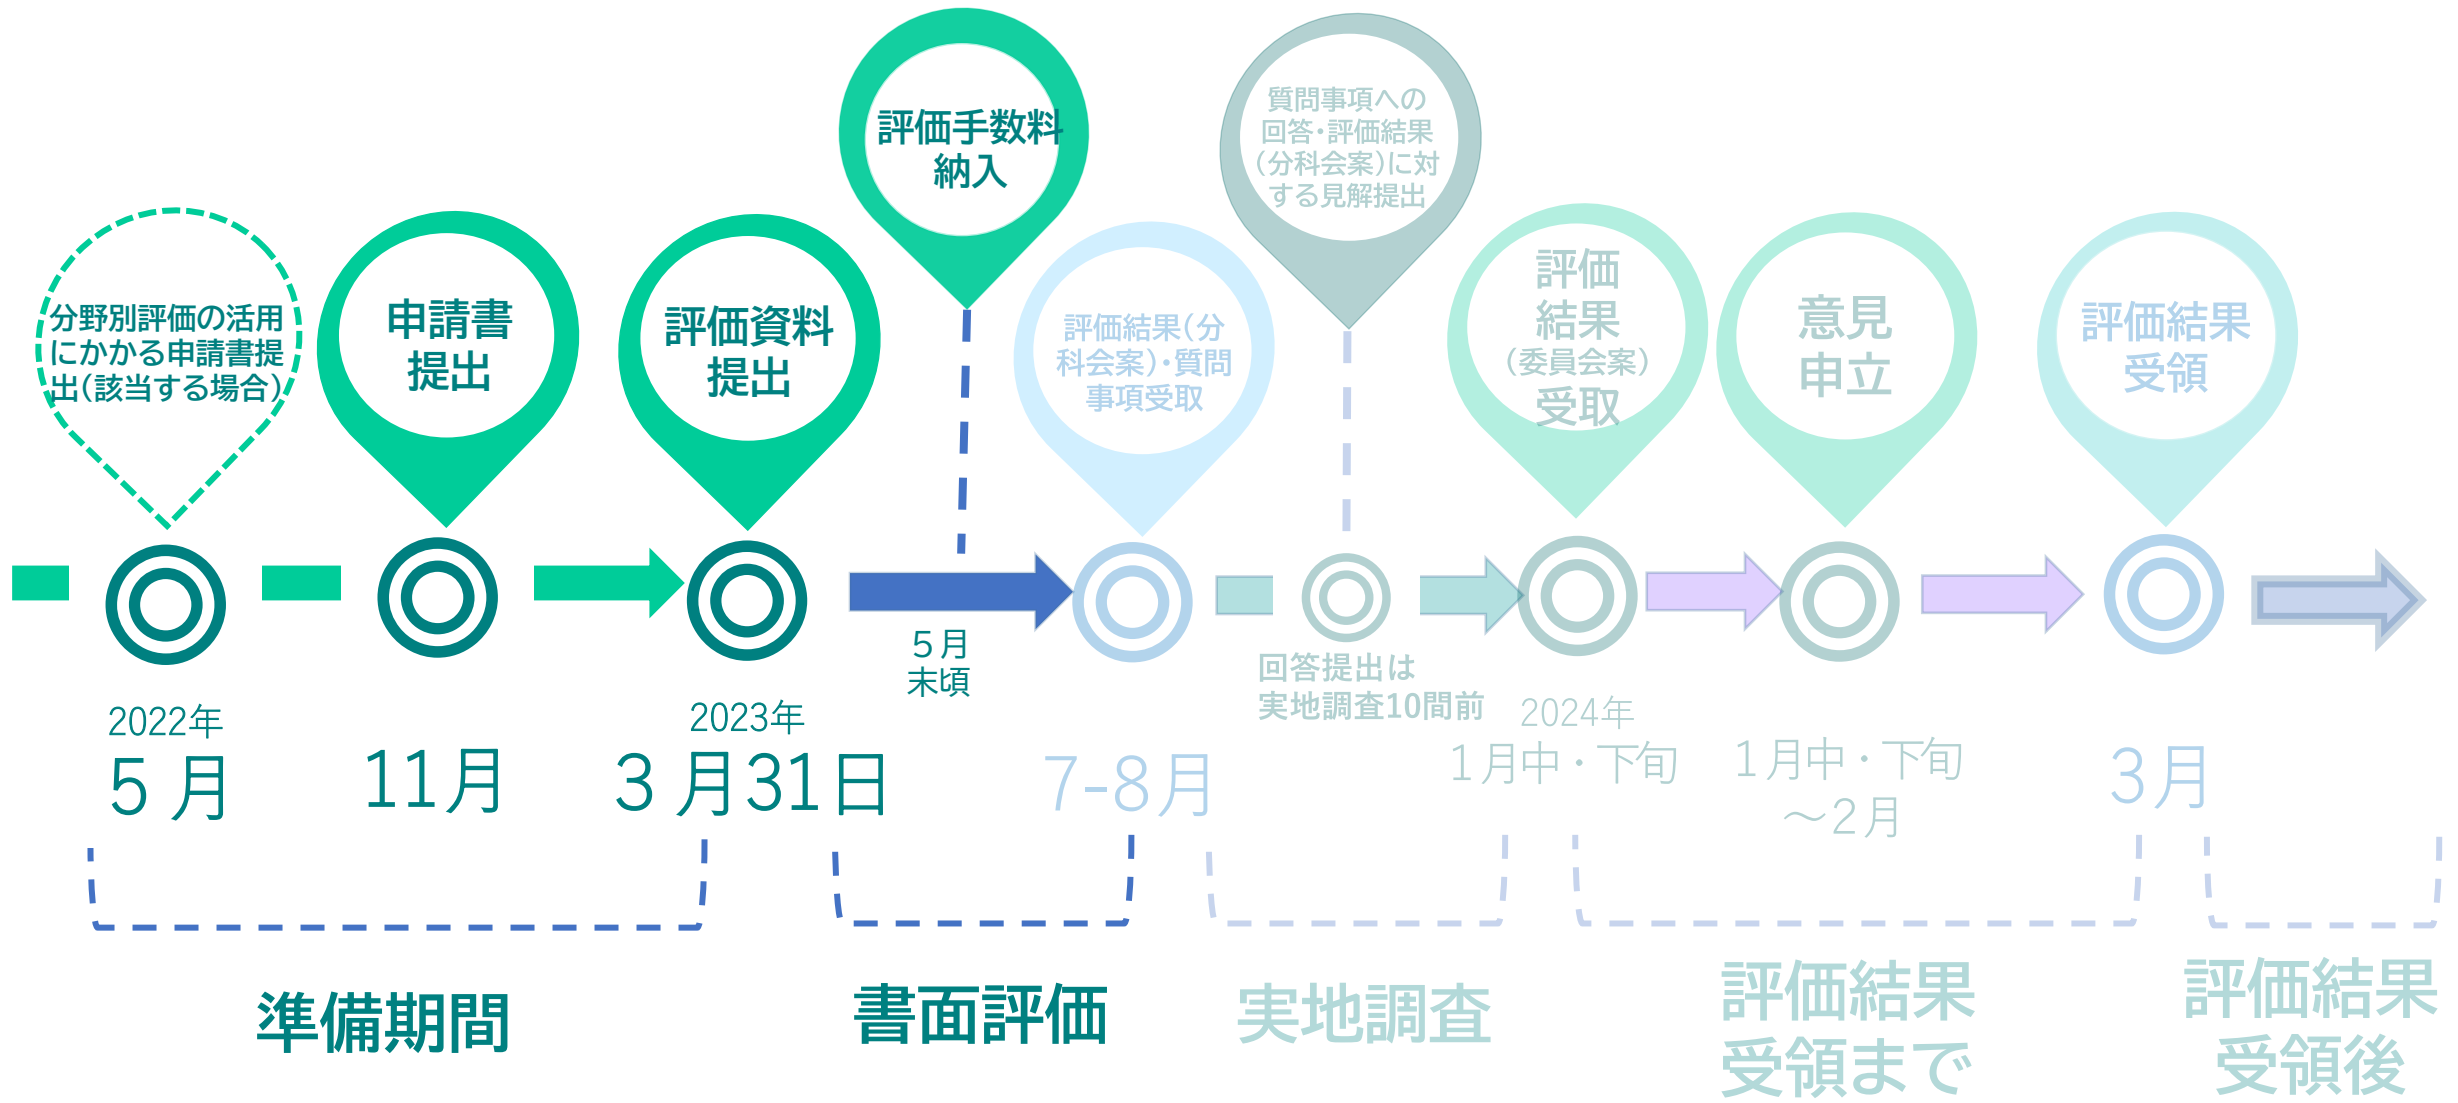 分野別評価の活用
にかかる申請書提
出（該当する場合）
申請書
提出
評価資料
提出
評価手数料
納入
評価結果（分
科会案）・質問
事項受取
質問事項への
回答・評価結果
（分科会案）に対
する見解提出
評価
結果
（委員会案）
受取
意見
申立
評価結果
受領
2022年
５月
11月
2023年
３月31日
５月
末頃
7-8月
回答提出は
実地調査10間前
2024年
１月中・下旬
１月中・下旬
～２月
３月
準備期間
書面評価
実地調査
評価結果
受領まで
評価結果
受領後